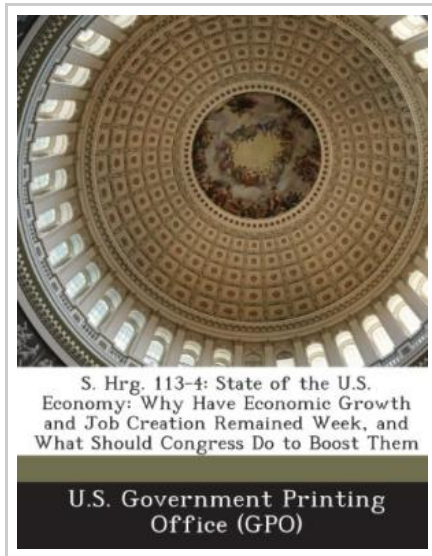 S. Hrg. 113-4: State of the U.S.
Economy: Why Have Economic Growth
and Job Creation Remained Week, and
What Should Congress Do to Boost Them
U.S. Government Printing
Office (GPO)